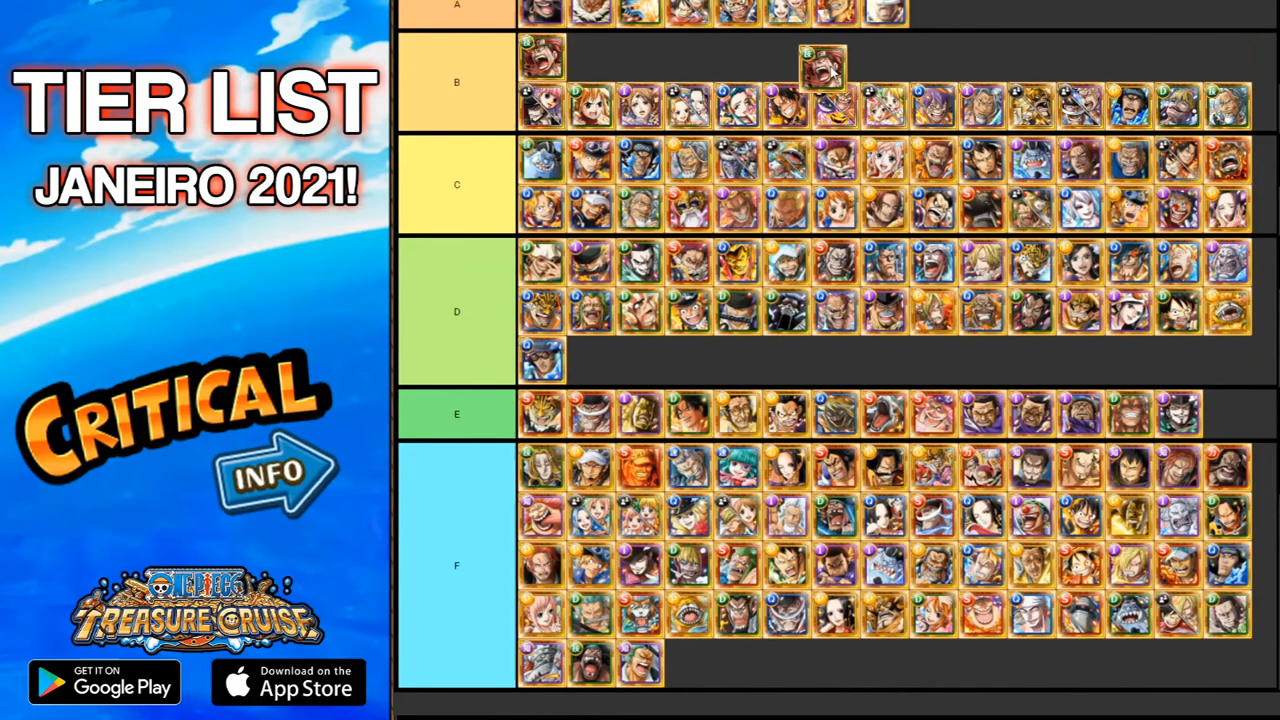 TIER LIST
JANEIRO 2021!
CRITICAL
INFO
ONE PIECE
TREASURE CRUISE
GET IT ON
Google Play
Download on the
App Store
A
B
C
D
E
F